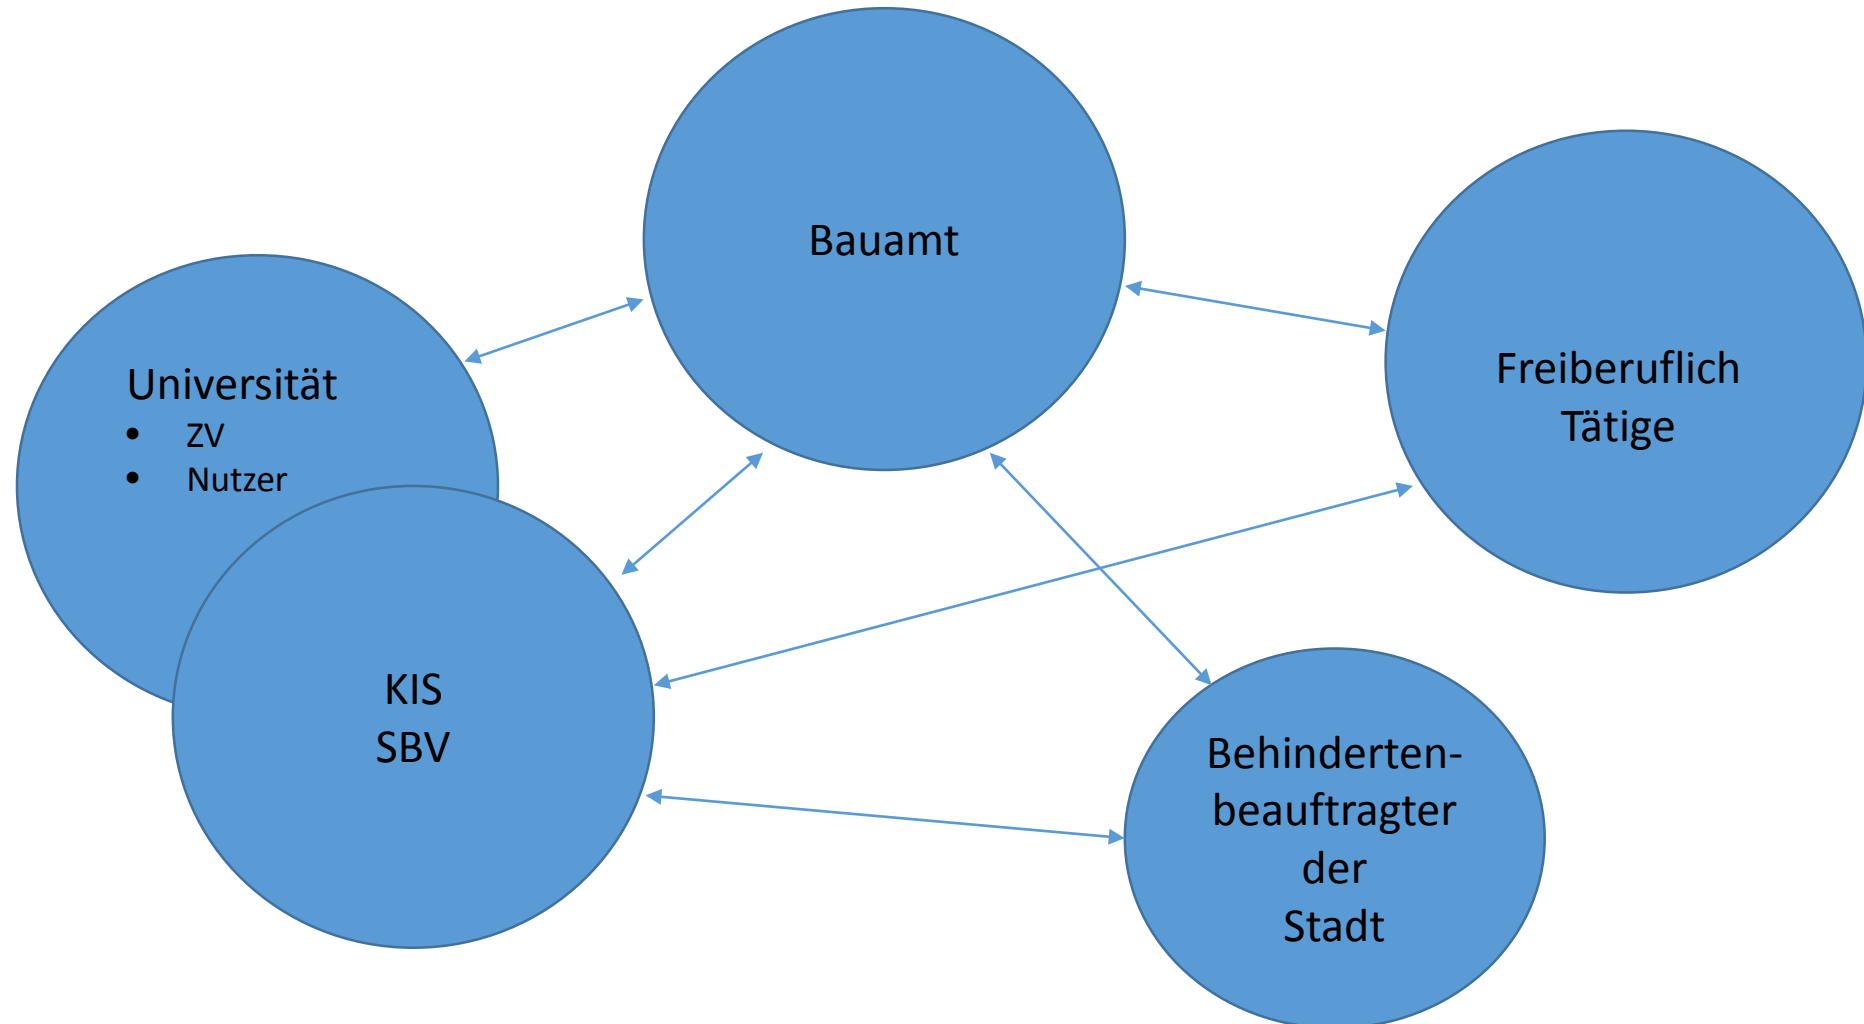 Bauamt
Universität
• ZV
• Nutzer
Freiberuflich
Tätige
KIS
SBV
Behinderten-
beauftragter
der
Stadt